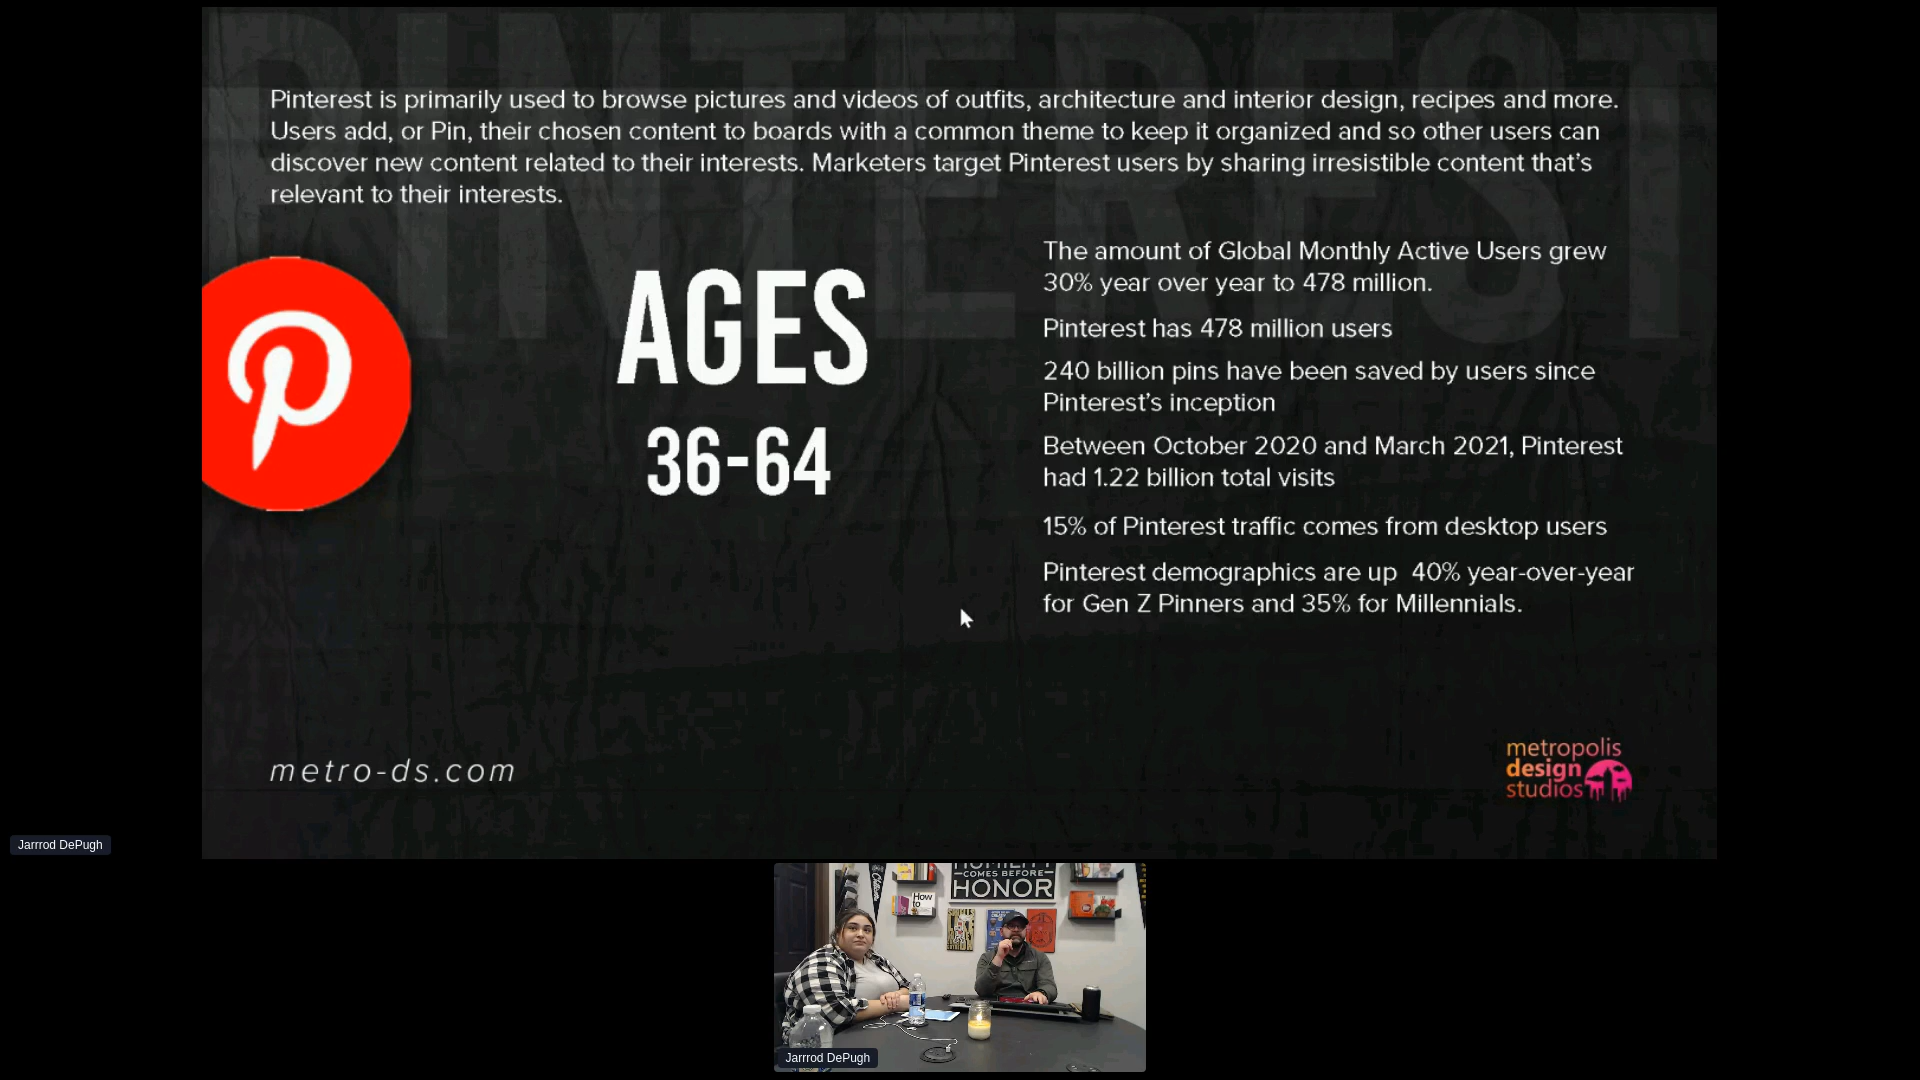 PINTEREST
Pinterest is primarily used to browse pictures and videos of outfits, architecture and interior design, recipes and more.
Users add, or Pin, their chosen content to boards with a common theme to keep it organized and so other users can
discover new content related to their interests. Marketers target Pinterest users by sharing irresistible content that's
relevant to their interests.
AGES
36-64
The amount of Global Monthly Active Users grew
30% year over year to 478 million.
Pinterest has 478 million users
240 billion pins have been saved by users since
Pinterest's inception
Between October 2020 and March 2021, Pinterest
had 1.22 billion total visits
15% of Pinterest traffic comes from desktop users
Pinterest demographics are up  40% year-over-year
for Gen Z Pinners and 35% for Millennials.
metro-ds.com
metropolis
design
studios
Jarrrod DePugh
HUMILITY
COMES BEFORE
HONOR
How
to
Jarrrod DePugh